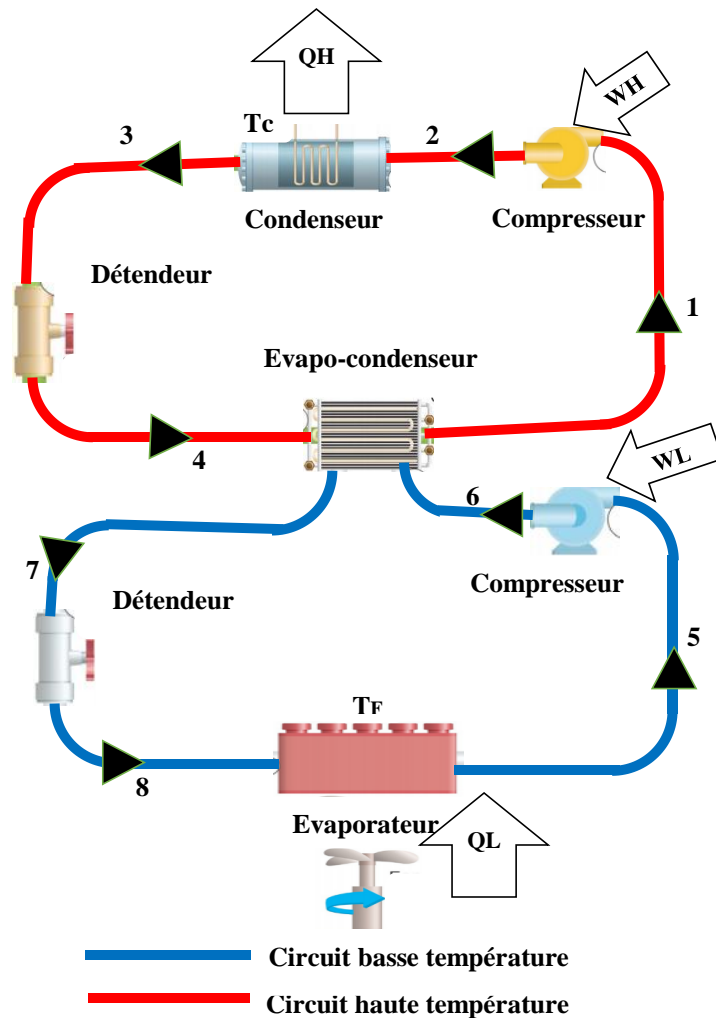 QH
WH
Tc
3
2
Condenseur
Compresseur
Détendeur
1
Evapo-condenseur
4
WL
6
7
Compresseur
Détendeur
5
TF
8
Evaporateur
QL
Circuit basse température
Circuit haute température